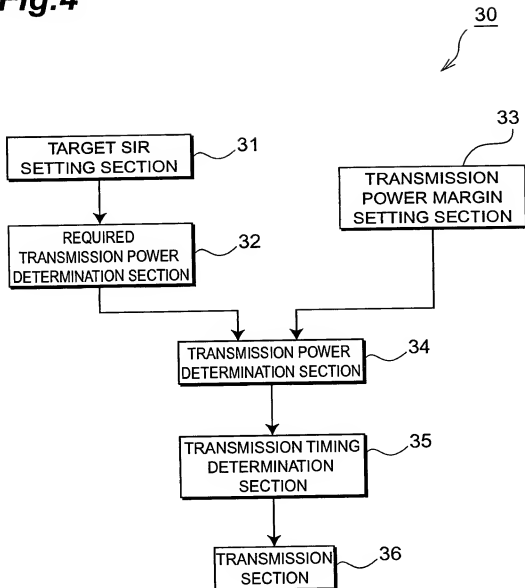 Fig.4
30
TARGET SIR
SETTING SECTION
31
33
TRANSMISSION
POWER MARGIN
SETTING SECTION
REQUIRED
TRANSMISSION POWER
DETERMINATION SECTION
32
TRANSMISSION POWER
DETERMINATION SECTION
34
TRANSMISSION TIMING
DETERMINATION
SECTION
35
TRANSMISSION
SECTION
36